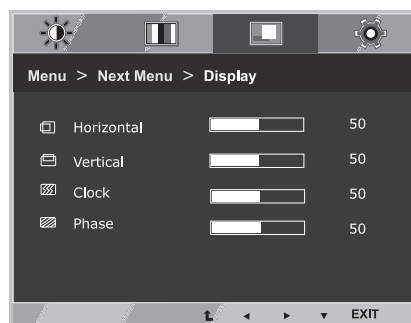 Menu > Next Menu > Display
Horizontal 50
Vertical 50
Clock 50
Phase 50
EXIT